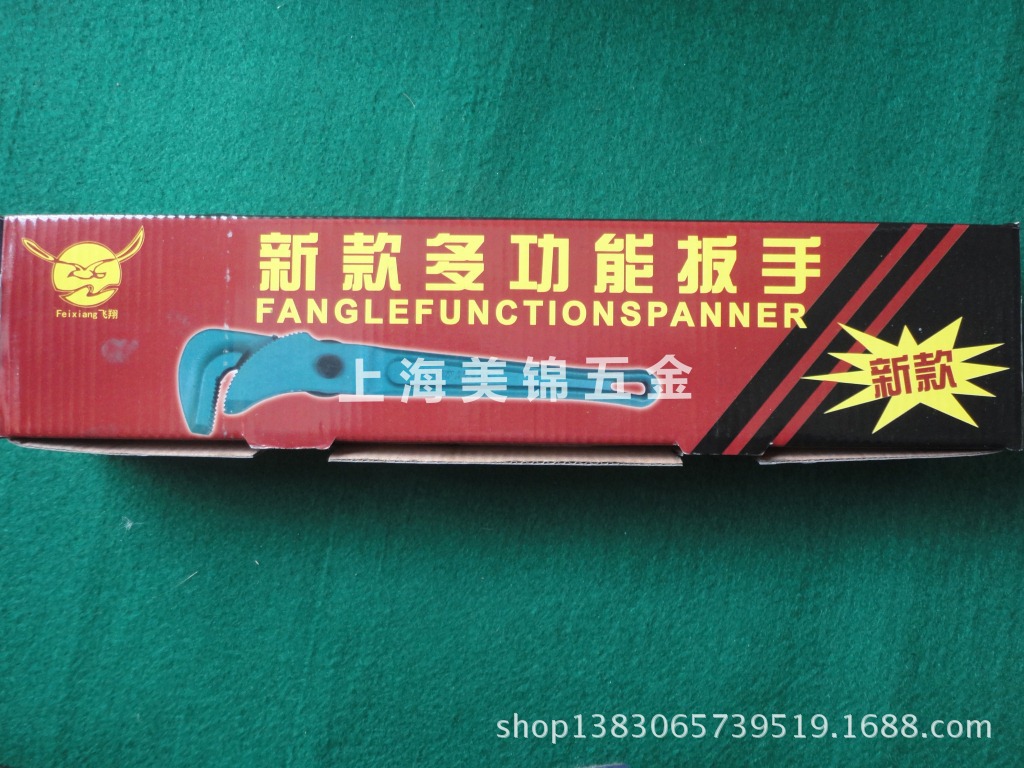 新款多功能扳手
FANGLEFUNCTIONSPANNER
Feixiang飞翔
上海美锦五金
新款
shop1383065739519.1688.com